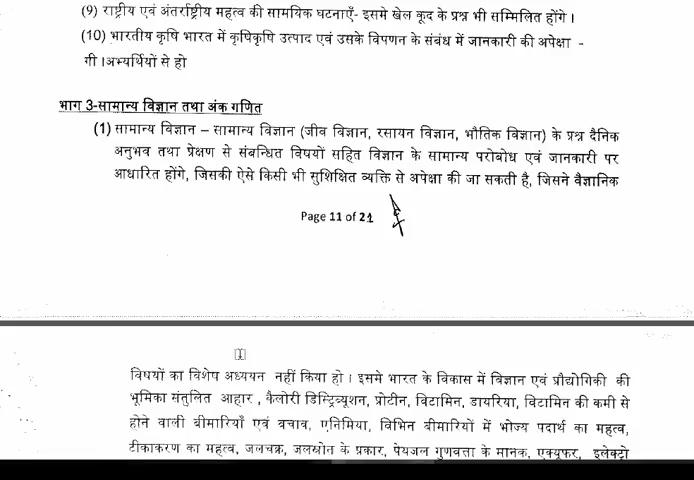 (9) राष्ट्रीय एवं अंतर्राष्ट्रीय महत्व की सामयिक घटनाएँ- इसमे खेल कूद के प्रश्न भी सम्मिलित होंगे ।
(10) भारतीय कृषि भारत में कृषिकृषि उत्पाद एवं उसके विपणन के संबंध में जानकारी की अपेक्षा -
गी ।अभ्यर्थियों से हो
भाग 3-सामान्य विज्ञान तथा अंक गणित
(1) सामान्य विज्ञान – सामान्य विज्ञान (जीव विज्ञान, रसायन विज्ञान, भौतिक विज्ञान) के प्रश्न दैनिक
अनुभव तथा प्रेक्षण से संबन्धित विषयों सहित विज्ञान के सामान्य परोबोध एवं जानकारी पर
आधारित होंगे, जिसकी ऐसे किसी भी सुशिक्षित व्यक्ति से अपेक्षा की जा सकती है, जिसने वैज्ञानिक
Page 11 of 21
विषयों का विशेष अध्ययन नहीं किया हो । इसमे भारत के विकास में विज्ञान एवं प्रौद्योगिकी की
भूमिका संतुलित आहार , कैलोरी डिस्ट्रिब्यूशन, प्रोटीन, विटामिन, डायरिया, विटामिन की कमी से
होने वाली बीमारियाँ एवं बचाव, एनिमिया, विभिन बीमारियों में भोज्य पदार्थ का महत्व,
टीकाकरण का महत्व, जलचक्र, जलस्रोत के प्रकार, पेयजल गुणवत्ता के मानक, एक्यूफर, इलेक्ट्रो